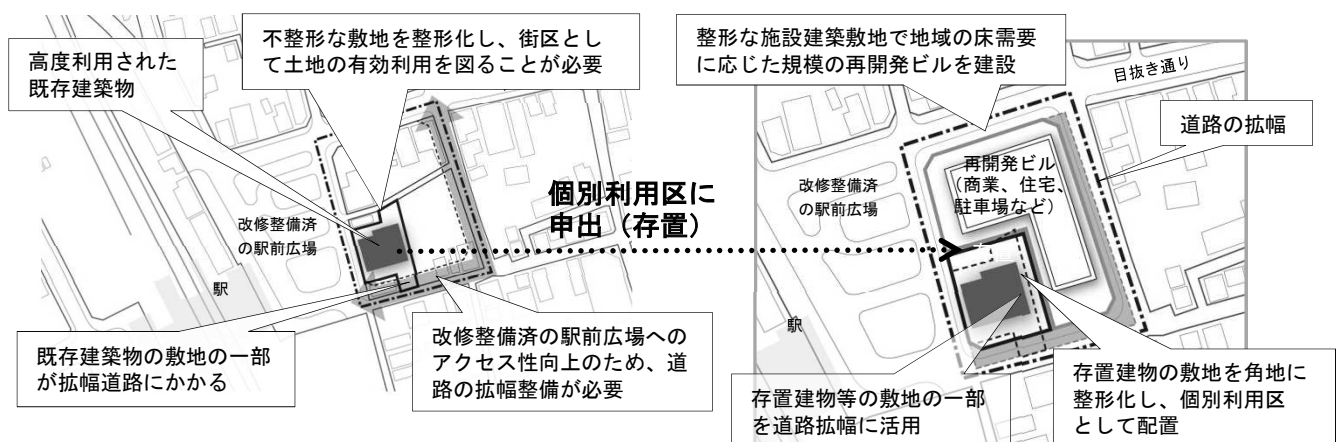 高度利用された
既存建築物
不整形な敷地を整形化し、街区とし
て土地の有効利用を図ることが必要
改修整備済
の駅前広場
駅
既存建築物の敷地の一部
が拡幅道路にかかる
改修整備済の駅前広場への
アクセス性向上のため、道
路の拡幅整備が必要
個別利用区に
申出（存置）
整形な施設建築敷地で地域の床需要
に応じた規模の再開発ビルを建設
目抜き通り
道路の拡幅
再開発ビル
（商業、住宅、
駐車場など）
改修整備済
の駅前広場
駅
存置建物等の敷地の一部
を道路拡幅に活用
存置建物の敷地を角地に
整形化し、個別利用区
として配置